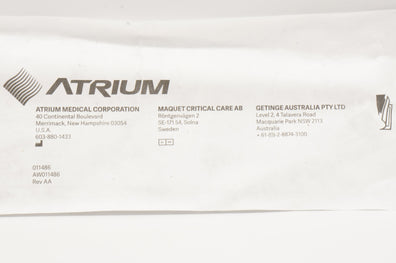 ATRIUM
ATRIUM MEDICAL CORPORATION
40 Continental Boulevard
Merrimack, New Hampshire 03054
U.S.A.
603-880-1433
MAQUET CRITICAL CARE AB
Röntgenvägen 2
SE-171 54, Solna
Sweden
GETINGE AUSTRALIA PTY LTD
Level 2, 4 Talavera Road
Macquarie Park NSW 2113
Australia
+ 61-(0)-2-8874-3100
011486
AW011486
Rev AA